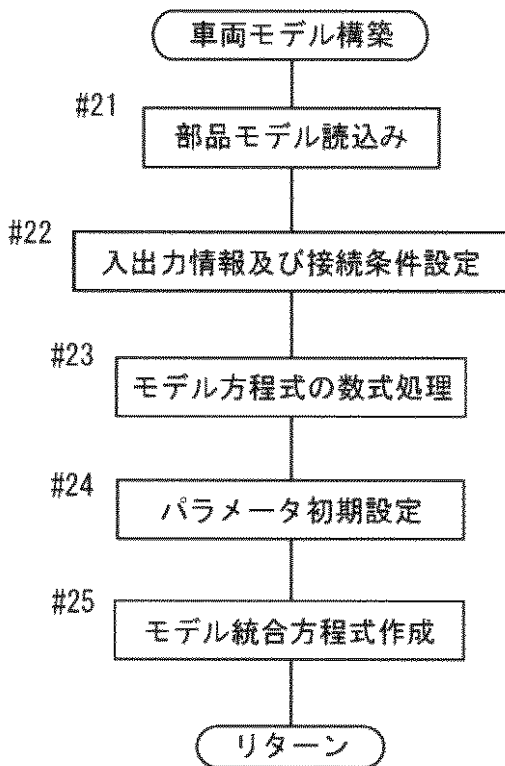 車両モデル構築
#21
部品モデル読込み
#22
入出力情報及び接続条件設定
#23
モデル方程式の数式処理
#24
パラメータ初期設定
#25
モデル統合方程式作成
リターン